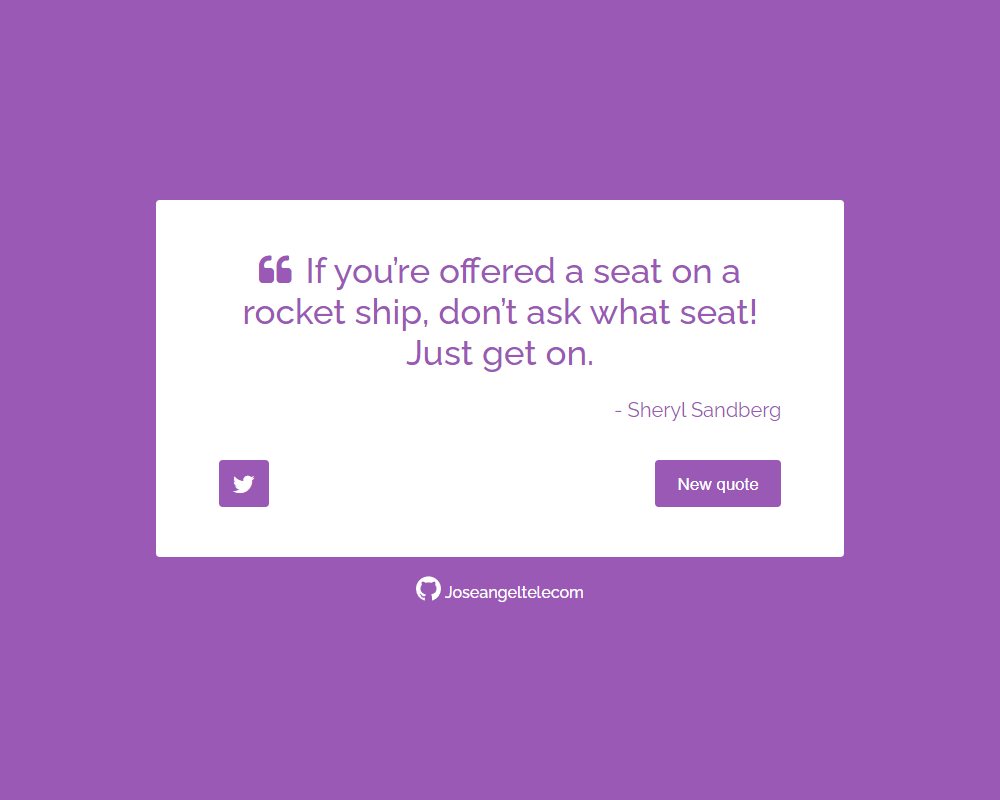 “ If you’re offered a seat on a
rocket ship, don’t ask what seat!
Just get on.
- Sheryl Sandberg
New quote
Joseangeltelecom